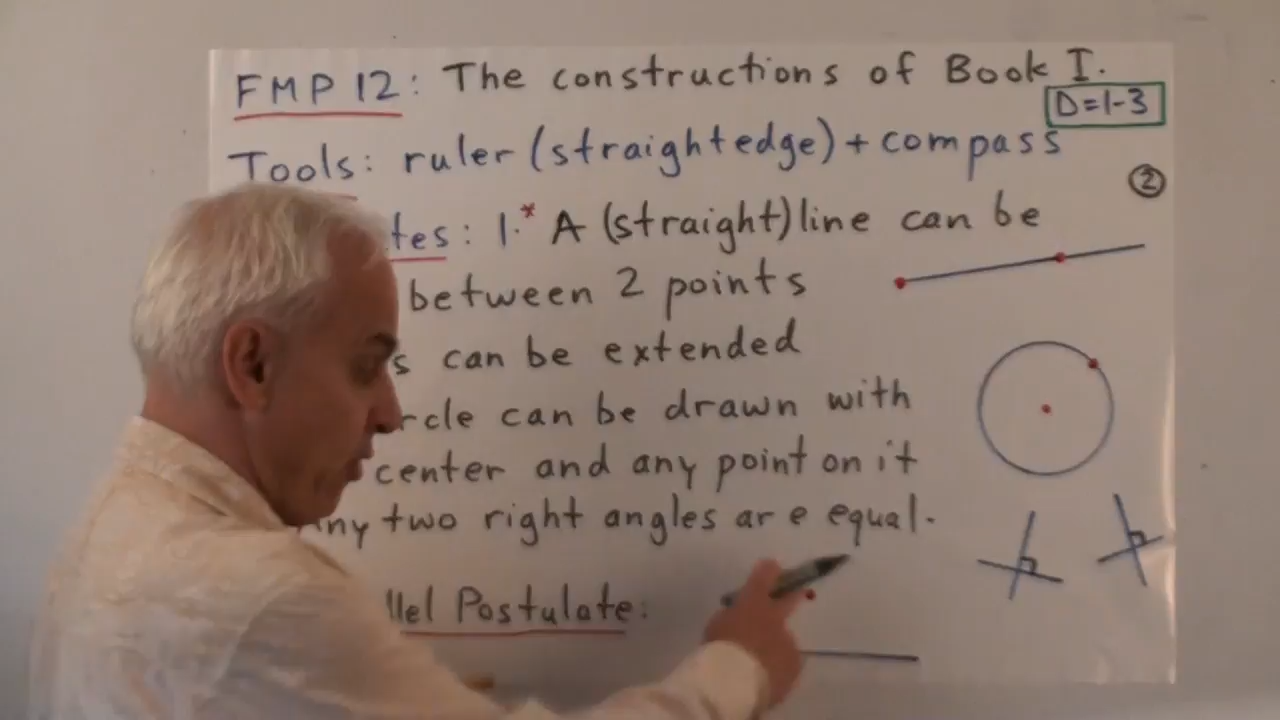 FMP 12: The constructions of Book I.
D=1-3
Tools: ruler (straightedge) + compass
②
tes: 1.* A (straight) line can be
between 2 points
s can be extended
rcle can be drawn with
center and any point on it
ny two right angles are equal.
llel Postulate: